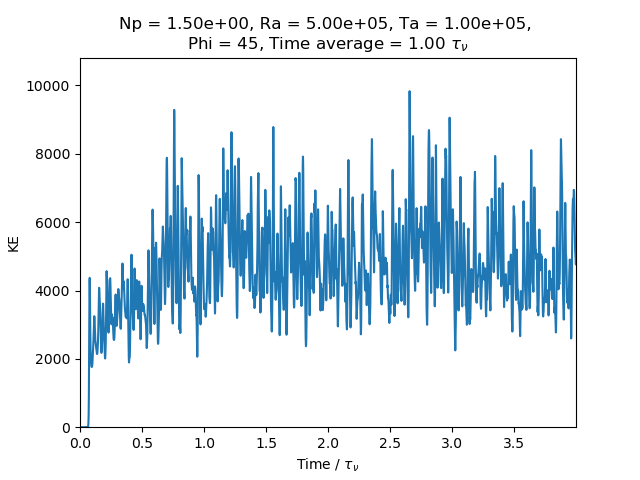 Np = 1.50e+00, Ra = 5.00e+05, Ta = 1.00e+05,
Phi = 45, Time average = 1.00 τν
10000
8000
6000
4000
2000
0
KE
0.0 0.5 1.0 1.5 2.0 2.5 3.0 3.5
Time / τν